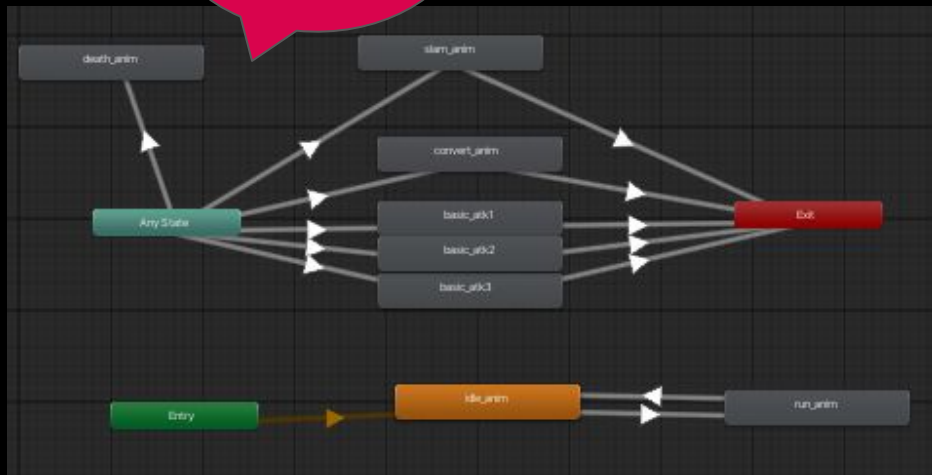 death_anim
slam_anim
convert_anim
Any State
basic_atk1
Exit
basic_atk2
basic_atk3
idle_anim
Entry
run_anim